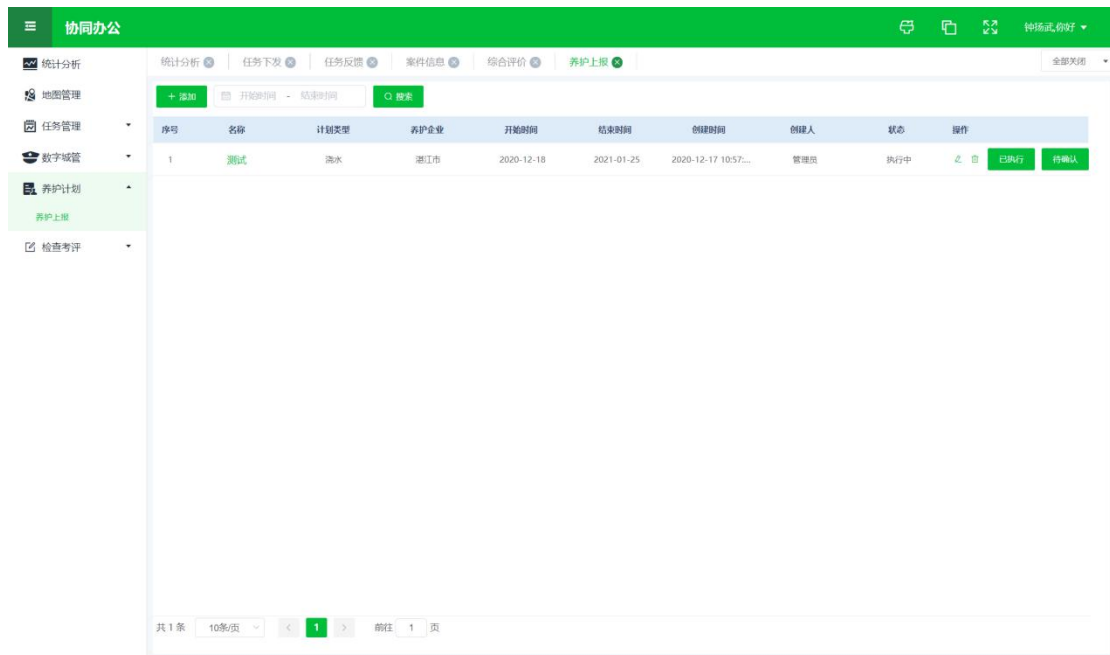 协同办公
钟扬武,你好
统计分析
地图管理
任务管理
数字城管
养护计划
养护上报
检查考评
统计分析 任务下发 任务反馈 案件信息 综合评价 养护上报 全部关闭
+ 添加 开始时间 - 结束时间 搜索
序号 名称 计划类型 养护企业 开始时间 结束时间 创建时间 创建人 状态 操作
1 测试 浇水 湛江市 2020-12-18 2021-01-25 2020-12-17 10:57:... 管理员 执行中 已执行 待确认
共 1 条 10条/页 < 1 > 前往 1 页